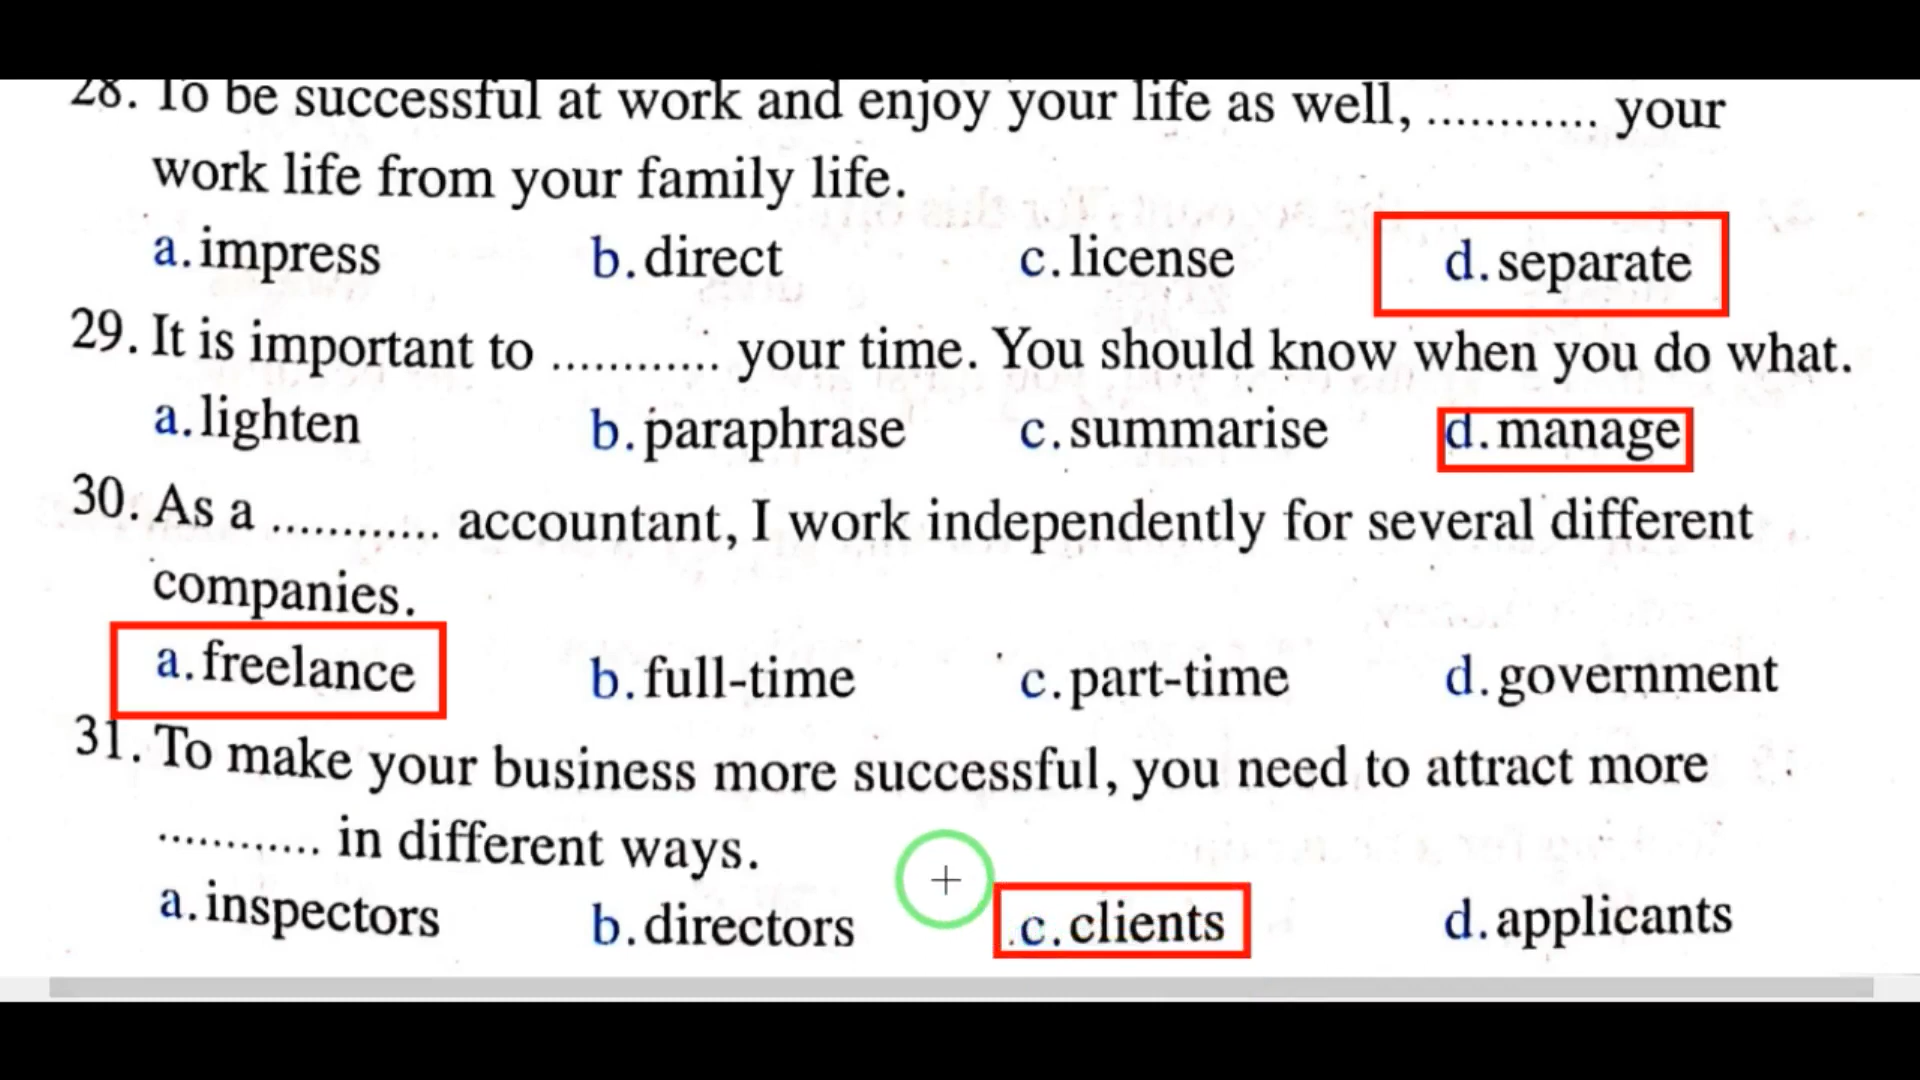 28. To be successful at work and enjoy your life as well, ............ your
work life from your family life.
a. impress b. direct c. license d. separate
29. It is important to ............ your time. You should know when you do what.
a. lighten b. paraphrase c. summarise d. manage
30. As a ............ accountant, I work independently for several different
companies.
a. freelance b. full-time c. part-time d. government
31. To make your business more successful, you need to attract more
............ in different ways.
a. inspectors b. directors c. clients d. applicants